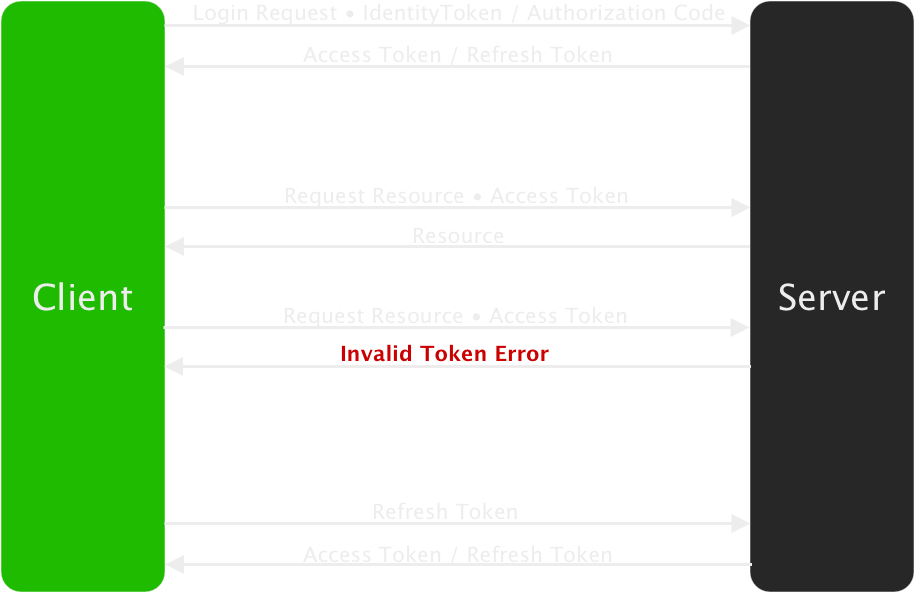 Login Request • IdentityToken / Authorization Code
Access Token / Refresh Token
Request Resource • Access Token
Resource
Client
Server
Request Resource • Access Token
Invalid Token Error
Refresh Token
Access Token / Refresh Token